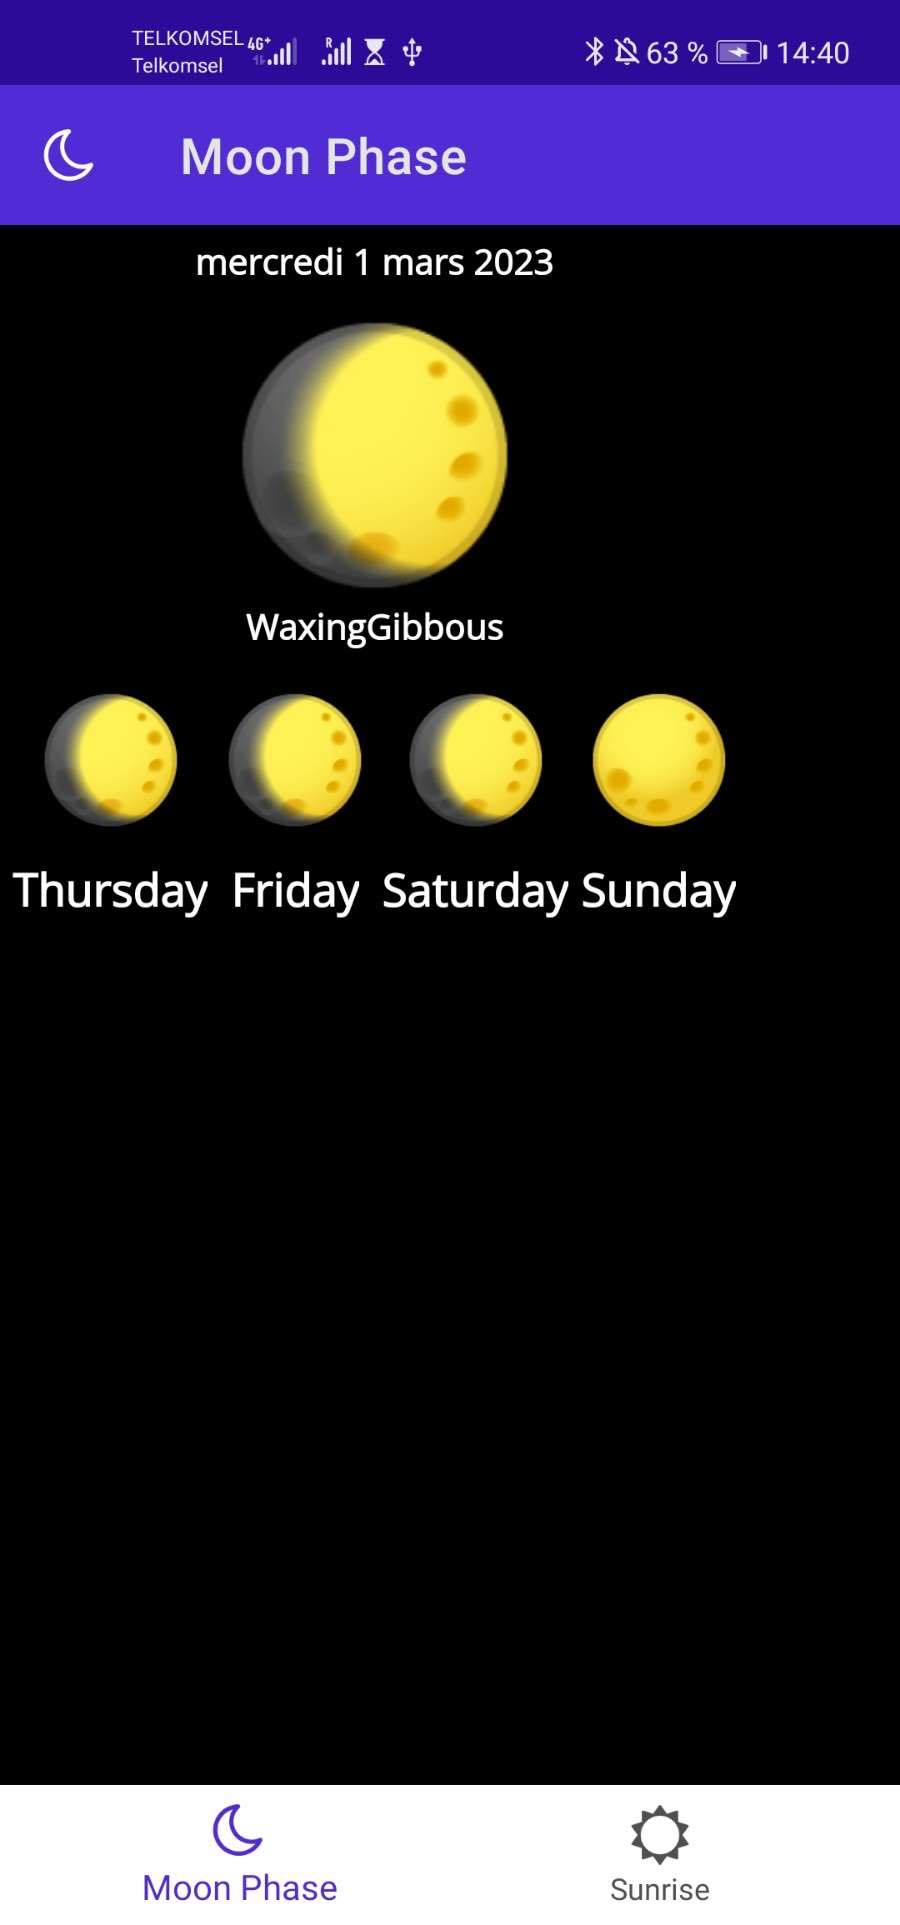 TELKOMSEL 4G+ R 63 % 14:40
Telkomsel
Moon Phase
mercredi 1 mars 2023
WaxingGibbous
Thursday Friday Saturday Sunday
Moon Phase Sunrise